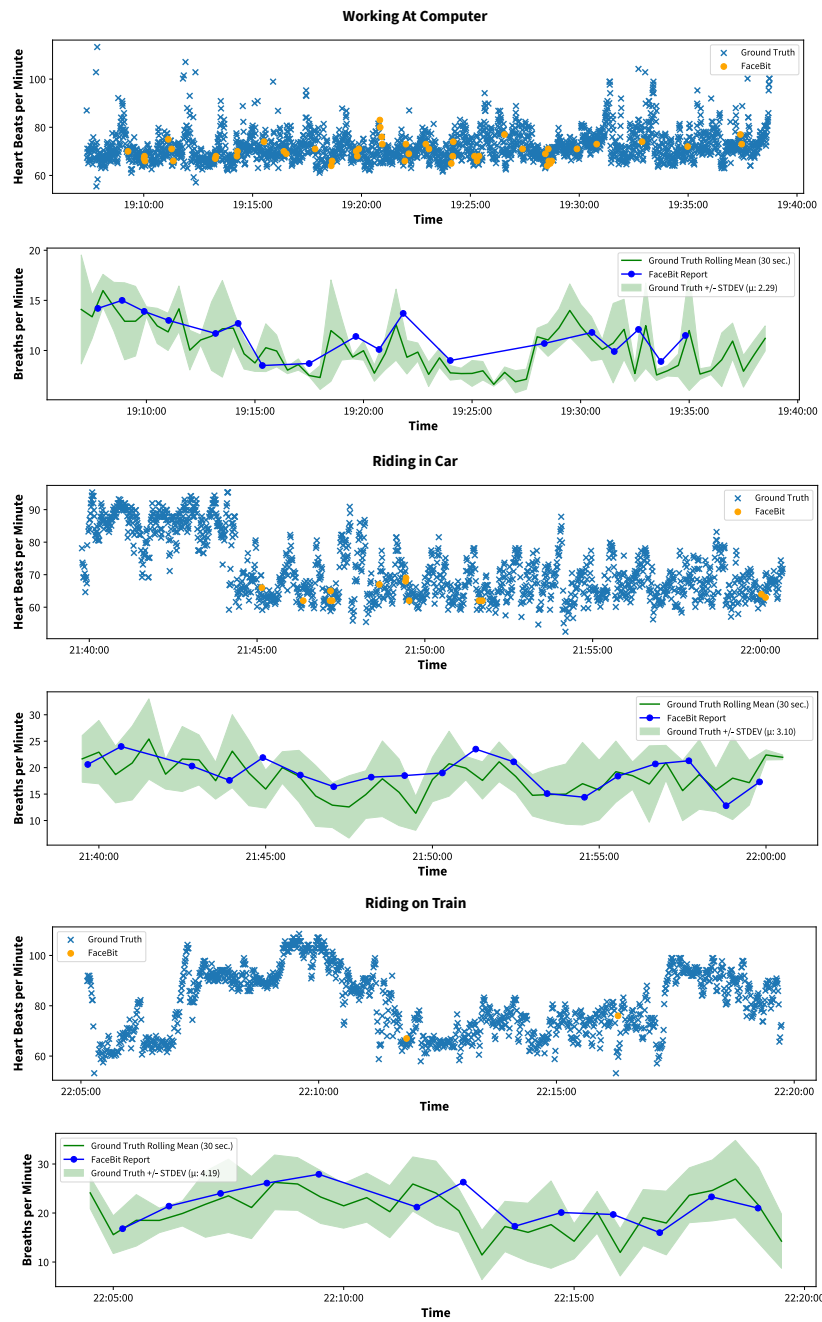 Working At Computer
Heart Beats per Minute
100
80
60
Ground Truth
FaceBit
19:10:00
19:15:00
19:20:00
19:25:00
19:30:00
19:35:00
19:40:00
Time
Breaths per Minute
20
15
10
Ground Truth Rolling Mean (30 sec.)
FaceBit Report
Ground Truth +/- STDEV (μ: 2.29)
19:10:00
19:15:00
19:20:00
19:25:00
19:30:00
19:35:00
19:40:00
Time
Riding in Car
Heart Beats per Minute
90
80
70
60
Ground Truth
FaceBit
21:40:00
21:45:00
21:50:00
21:55:00
22:00:00
Time
Breaths per Minute
30
25
20
15
10
Ground Truth Rolling Mean (30 sec.)
FaceBit Report
Ground Truth +/- STDEV (μ: 3.10)
21:40:00
21:45:00
21:50:00
21:55:00
22:00:00
Time
Riding on Train
Heart Beats per Minute
100
80
60
Ground Truth
FaceBit
22:05:00
22:10:00
22:15:00
22:20:00
Time
Breaths per Minute
30
20
10
Ground Truth Rolling Mean (30 sec.)
FaceBit Report
Ground Truth +/- STDEV (μ: 4.19)
22:05:00
22:10:00
22:15:00
22:20:0
Time